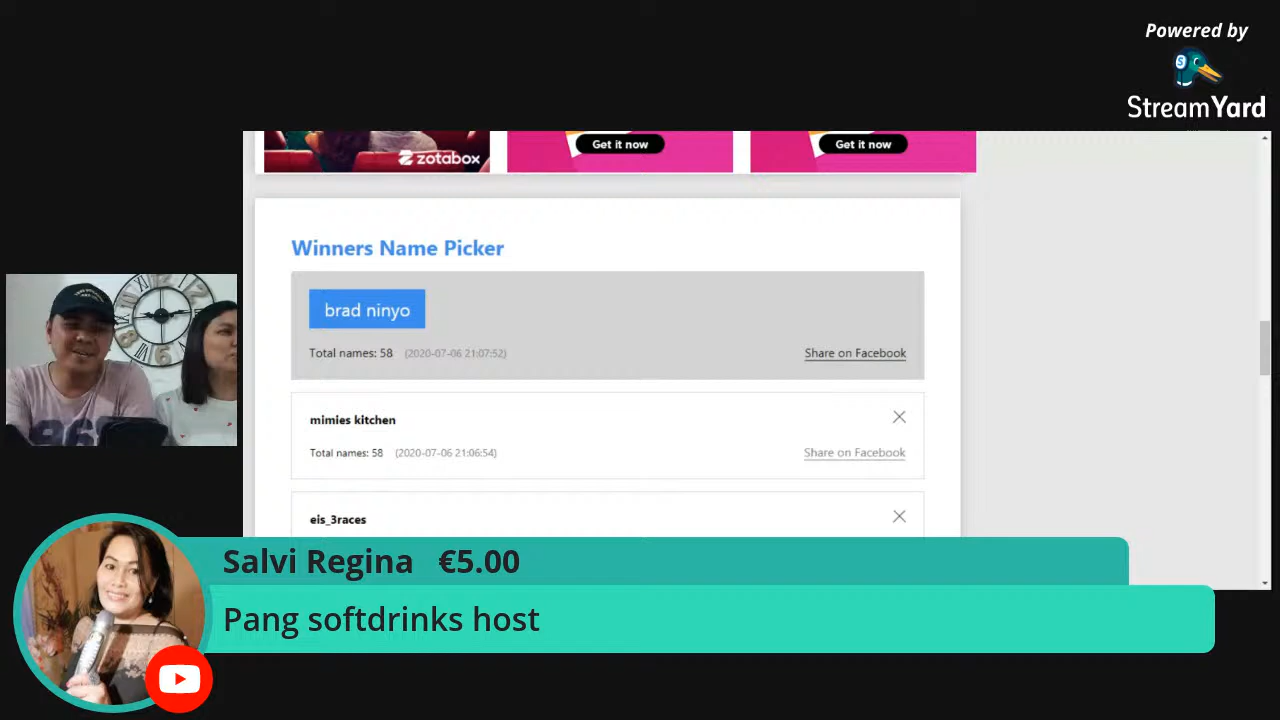 Powered by
StreamYard
zotabox
Get it now
Get it now
Winners Name Picker
brad ninyo
Total names: 58 (2020-07-06 21:07:52)
Share on Facebook
mimies kitchen
Total names: 58 (2020-07-06 21:06:54)
Share on Facebook
eis_3races
Salvi Regina €5.00
Pang softdrinks host